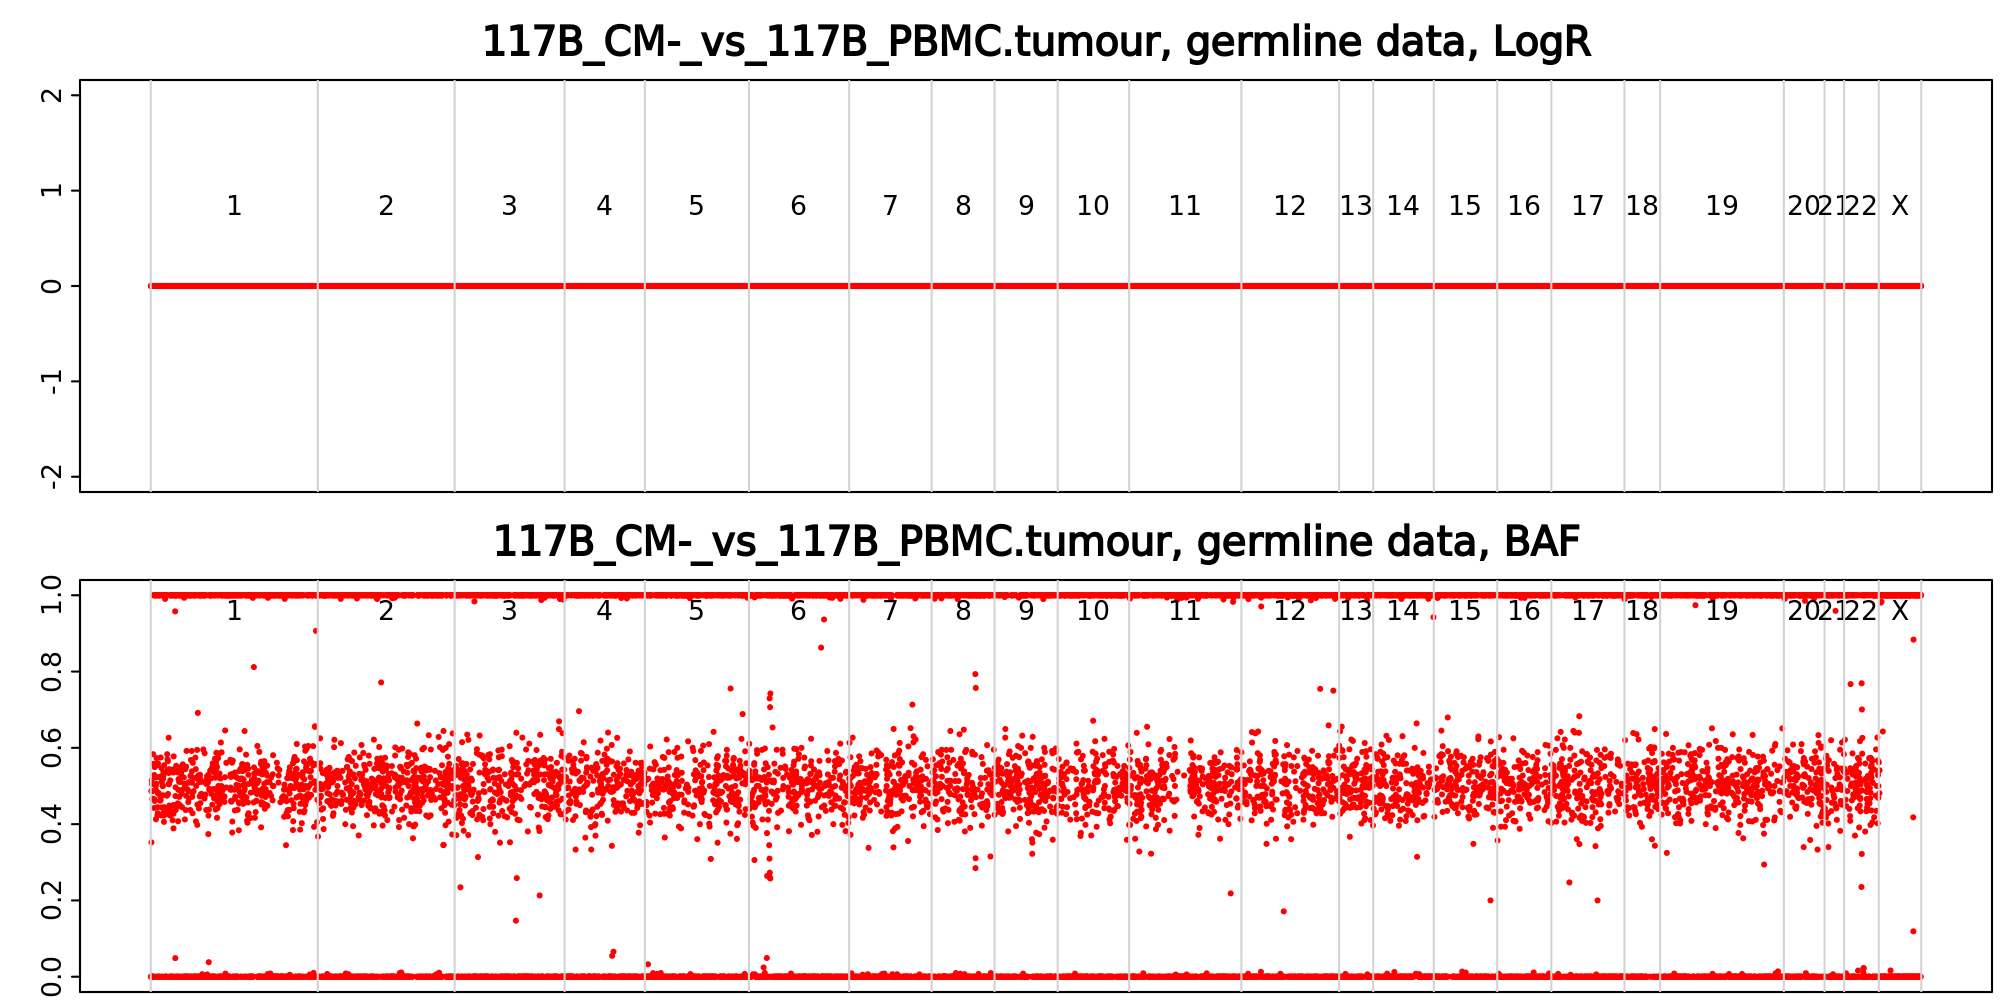 117B_CM-_vs_117B_PBMC.tumour, germline data, LogR
2
1
0
-1
-2
1 2 3 4 5 6 7 8 9 10 11 12 13 14 15 16 17 18 19 20 21 22 X
117B_CM-_vs_117B_PBMC.tumour, germline data, BAF
1.0
0.8
0.6
0.4
0.2
0.0
1 2 3 4 5 6 7 8 9 10 11 12 13 14 15 16 17 18 19 20 21 22 X